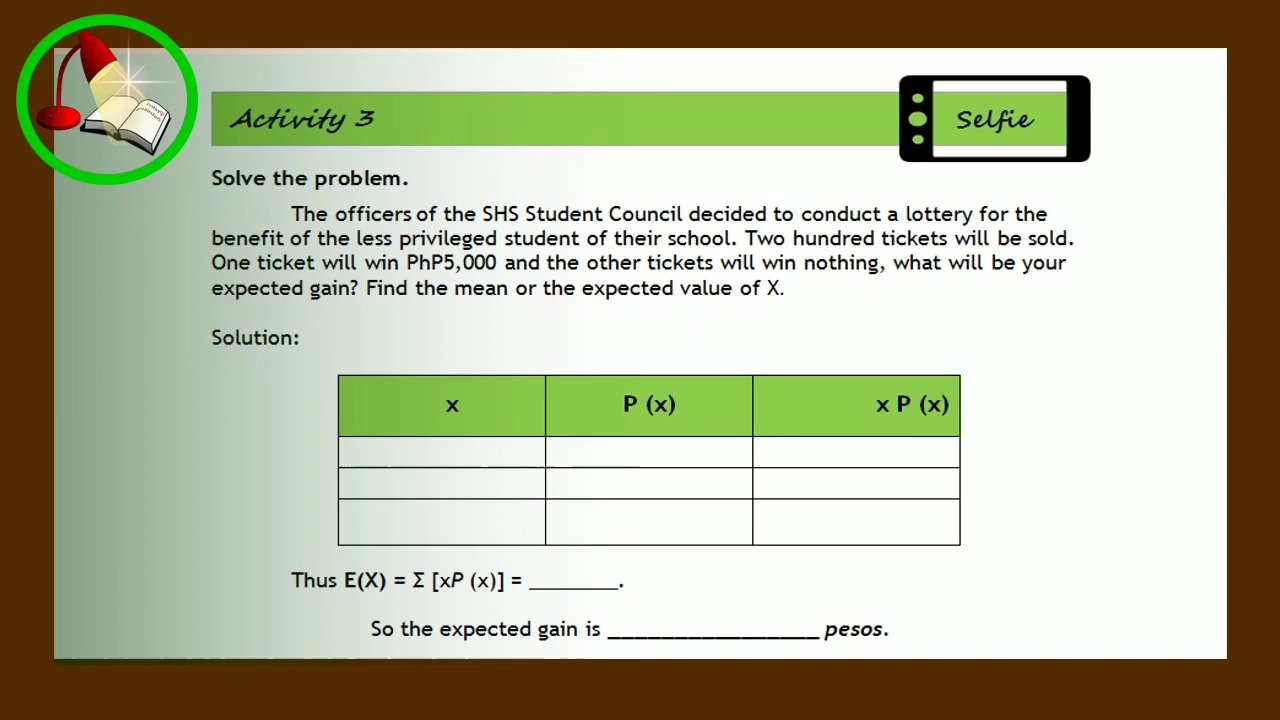 Activity 3
Selfie
Solve the problem.
The officers of the SHS Student Council decided to conduct a lottery for the
benefit of the less privileged student of their school. Two hundred tickets will be sold.
One ticket will win PhP5,000 and the other tickets will win nothing, what will be your
expected gain? Find the mean or the expected value of X.
Solution:
x P (x) x P (x)
Thus E(X) = Σ [xP (x)] = ________.
So the expected gain is ________________ pesos.